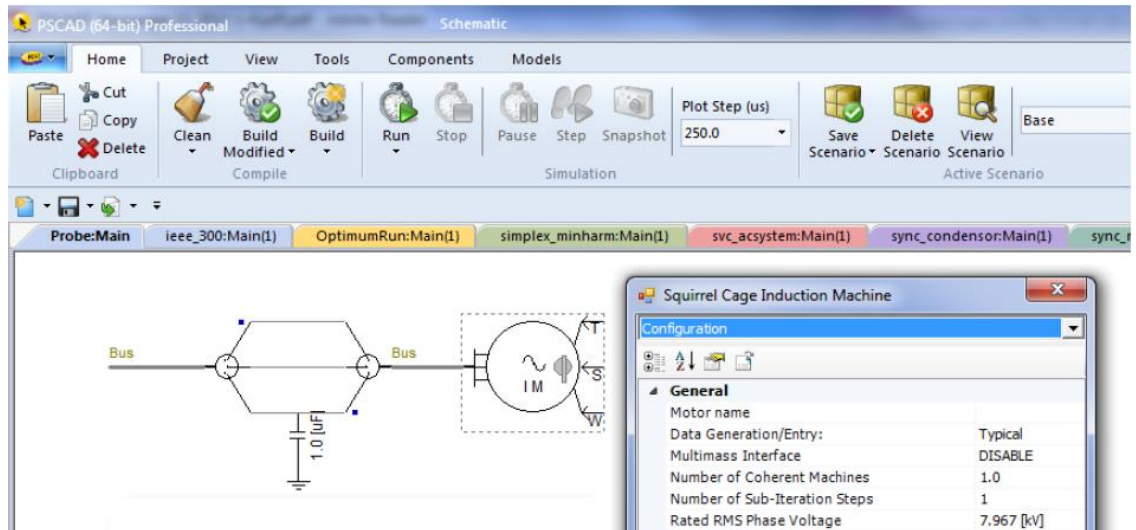 PSCAD (64-bit) Professional
Schematic
Home Project View Tools Components Models
Paste
Cut
Copy
Delete
Clean
Build Modified
Build
Run
Stop
Pause
Step
Snapshot
Plot Step (us)
250.0
Save Scenario
Delete Scenario
View Scenario
Base
Clipboard
Compile
Simulation
Active Scenario
Probe:Main
ieee_300:Main(1)
OptimumRun:Main(1)
simplex_minharm:Main(1)
svc_acsystem:Main(1)
sync_condensor:Main(1)
Bus
Bus
I M
T
S
W
1.0 [uF]
Squirrel Cage Induction Machine
Configuration
General
Motor name
Data Generation/Entry: Typical
Multimass Interface DISABLE
Number of Coherent Machines 1.0
Number of Sub-Iteration Steps 1
Rated RMS Phase Voltage 7.967 [kV]